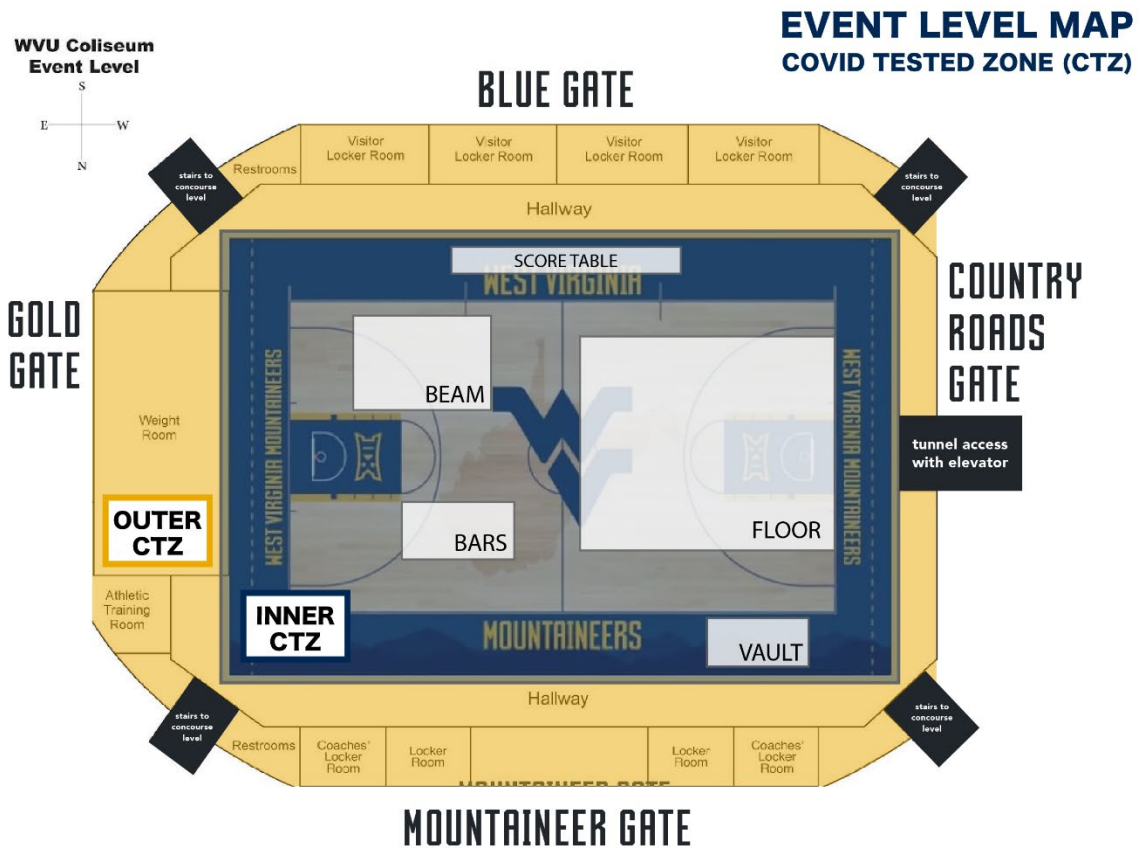 EVENT LEVEL MAP
COVID TESTED ZONE (CTZ)
WVU Coliseum
Event Level
S
E
W
N
BLUE GATE
Restrooms
Visitor
Locker Room
Visitor
Locker Room
Visitor
Locker Room
Visitor
Locker Room
stairs to
concourse
level
stairs to
concourse
level
Hallway
SCORE TABLE
WEST VIRGINIA
GOLD
GATE
COUNTRY
ROADS
GATE
WEST VIRGINIA MOUNTAINEERS
WEST VIRGINIA MOUNTAINEERS
BEAM
Weight
Room
XII
XII
tunnel access
with elevator
OUTER
CTZ
BARS
FLOOR
Athletic
Training
Room
INNER
CTZ
MOUNTAINEERS
VAULT
Hallway
stairs to
concourse
level
stairs to
concourse
level
Restrooms
Coaches'
Locker
Room
Locker
Room
Locker
Room
Coaches'
Locker
Room
MOUNTAINEER GATE
MOUNTAINEER GATE